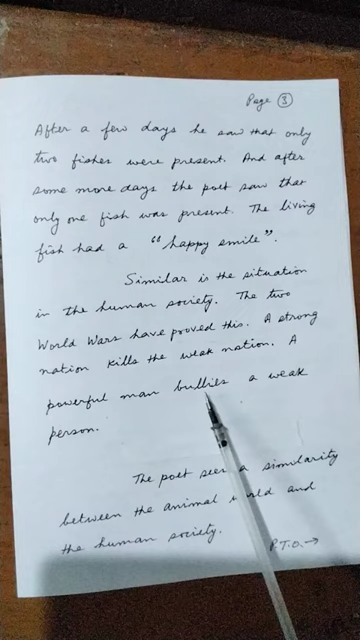 Page 3
After a few days he saw that only
two fishes were present. And after
some more days the poet saw that
only one fish was present. The living
fish had a "happy smile".
Similar is the situation
in the human society. The two
World Wars have proved this. A strong
nation kills the weak nation. A
powerful man bullies a weak
person.
The poet sees a similarity
between the animal world and
the human society.
P.T.O.→